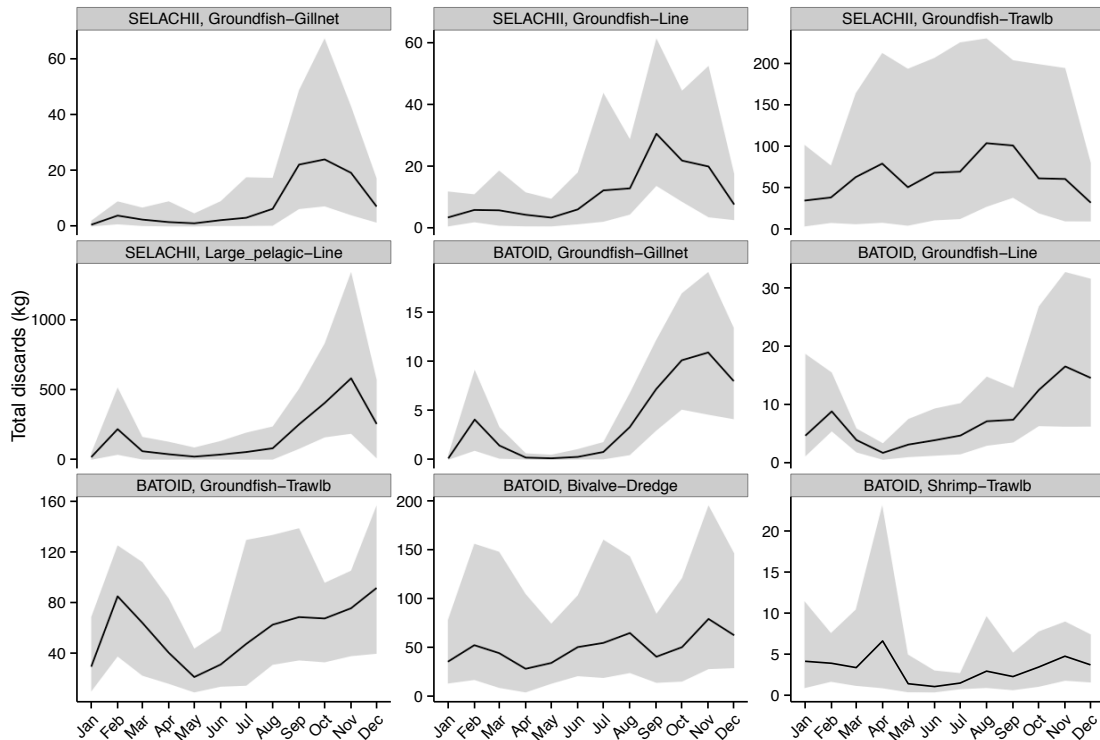 SELACHII, Groundfish−Gillnet
SELACHII, Groundfish−Line
SELACHII, Groundfish−Trawlb
60
40
20
0
60
40
20
0
200
150
100
50
0
SELACHII, Large_pelagic−Line
BATOID, Groundfish−Gillnet
BATOID, Groundfish−Line
Total discards (kg)
1000
500
0
15
10
5
0
30
20
10
0
BATOID, Groundfish−Trawlb
BATOID, Bivalve−Dredge
BATOID, Shrimp−Trawlb
160
120
80
40
200
150
100
50
0
20
15
10
5
0
Jan Feb Mar Apr May Jun Jul Aug Sep Oct Nov Dec
Jan Feb Mar Apr May Jun Jul Aug Sep Oct Nov Dec
Jan Feb Mar Apr May Jun Jul Aug Sep Oct Nov Dec